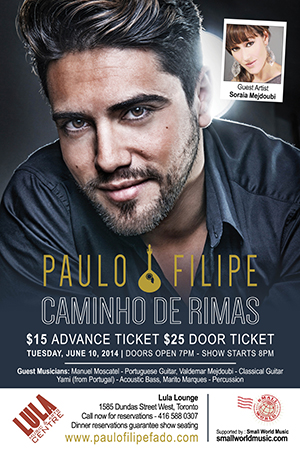 Guest Artist
Soraia Mejdoubi
PAULO FILIPE
CAMINHO DE RIMAS
$15 ADVANCE TICKET $25 DOOR TICKET
TUESDAY, JUNE 10, 2014 | DOORS OPEN 7PM - SHOW STARTS 8PM
Guest Musicians: Manuel Moscatel - Portuguese Guitar, Valdemar Mejdoubi - Classical Guitar
Yami (from Portugal) - Acoustic Bass, Marito Marques - Percussion
LULA
CENTRE
Lula Lounge
1585 Dundas Street West, Toronto
Call now for reservations - 416 588 0307
Dinner reservations guarantee show seating
www.paulofilipefado.com
SMALL
WORLD
Supported by : Small World Music
smallworldmusic.com